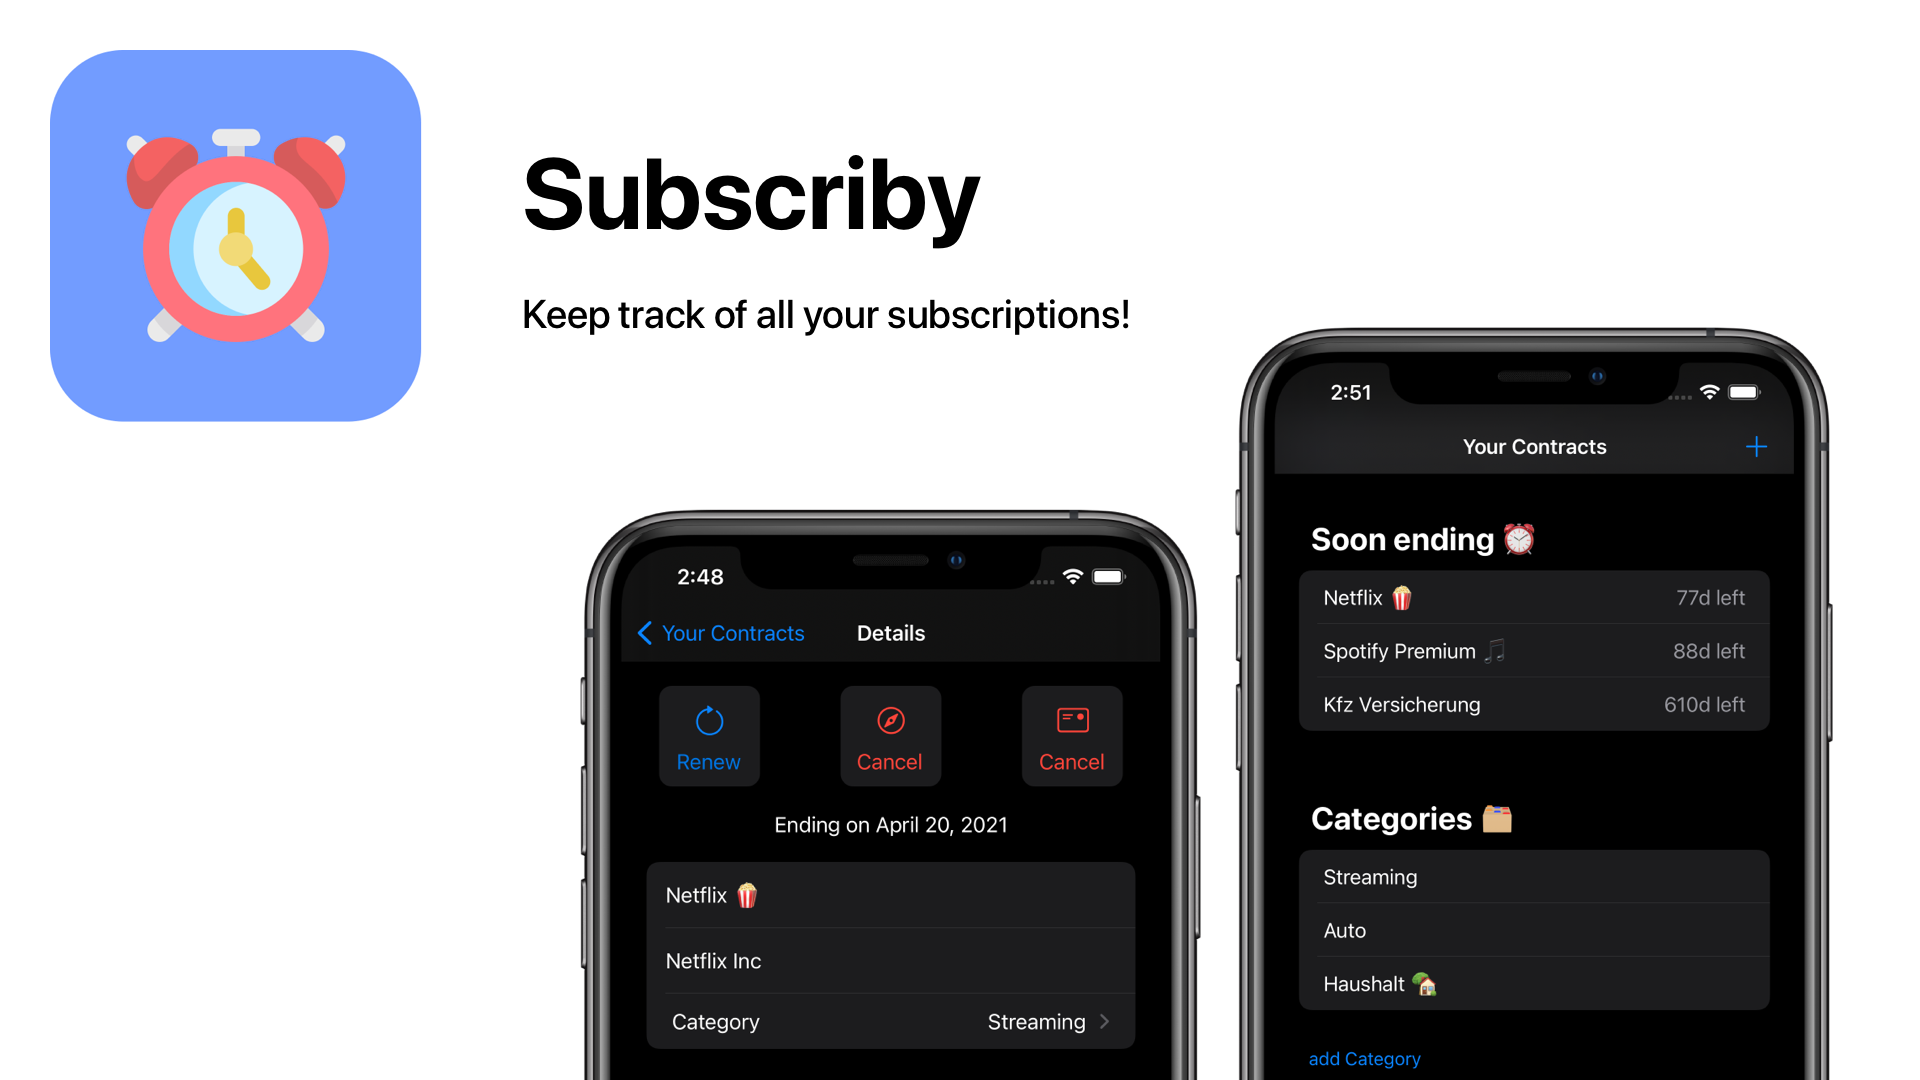 Subscriby
Keep track of all your subscriptions!
2:48
Your Contracts
Details
Renew
Cancel
Cancel
Ending on April 20, 2021
Netflix 🍿
Netflix Inc
Category
Streaming
2:51
Your Contracts
Soon ending ⏰
Netflix 🍿 77d left
Spotify Premium 🎵 88d left
Kfz Versicherung 610d left
Categories 🗂️
Streaming
Auto
Haushalt 🏡
add Category